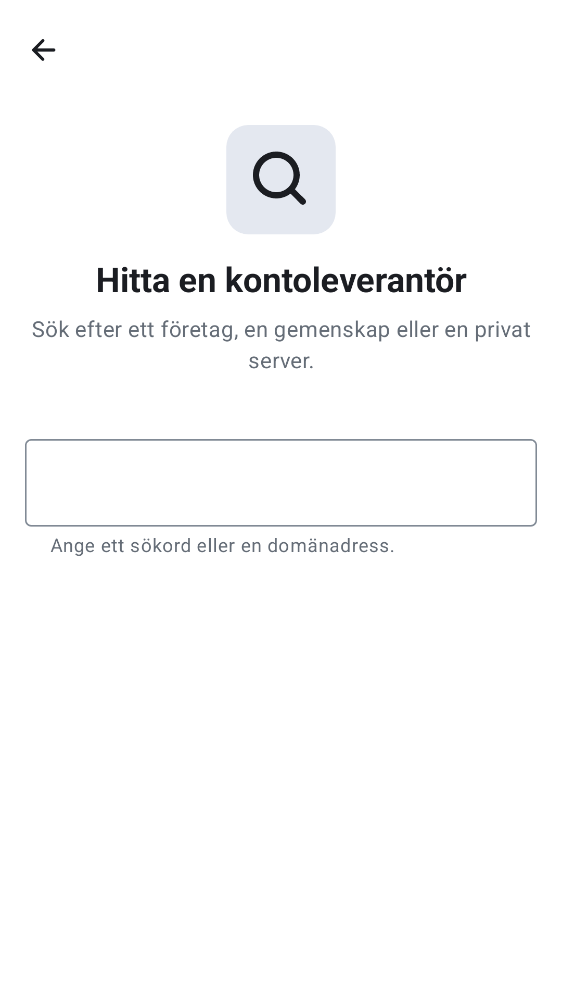 Hitta en kontoleverantör
Sök efter ett företag, en gemenskap eller en privat
server.
Ange ett sökord eller en domänadress.